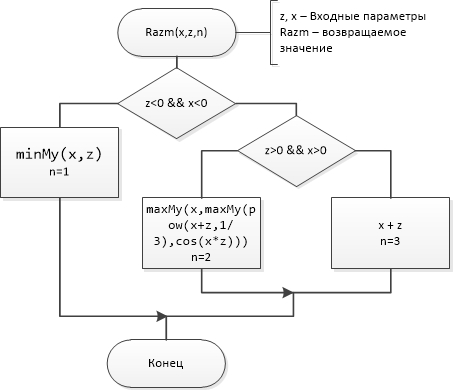 Razm(x,z,n)
z, x – Входные параметры
Razm – возвращаемое
значение
z<0 && x<0
minMy(x,z)
n=1
z>0 && x>0
maxMy(x,maxMy(p
ow(x+z,1/
3),cos(x*z)))
n=2
x + z
n=3
Конец